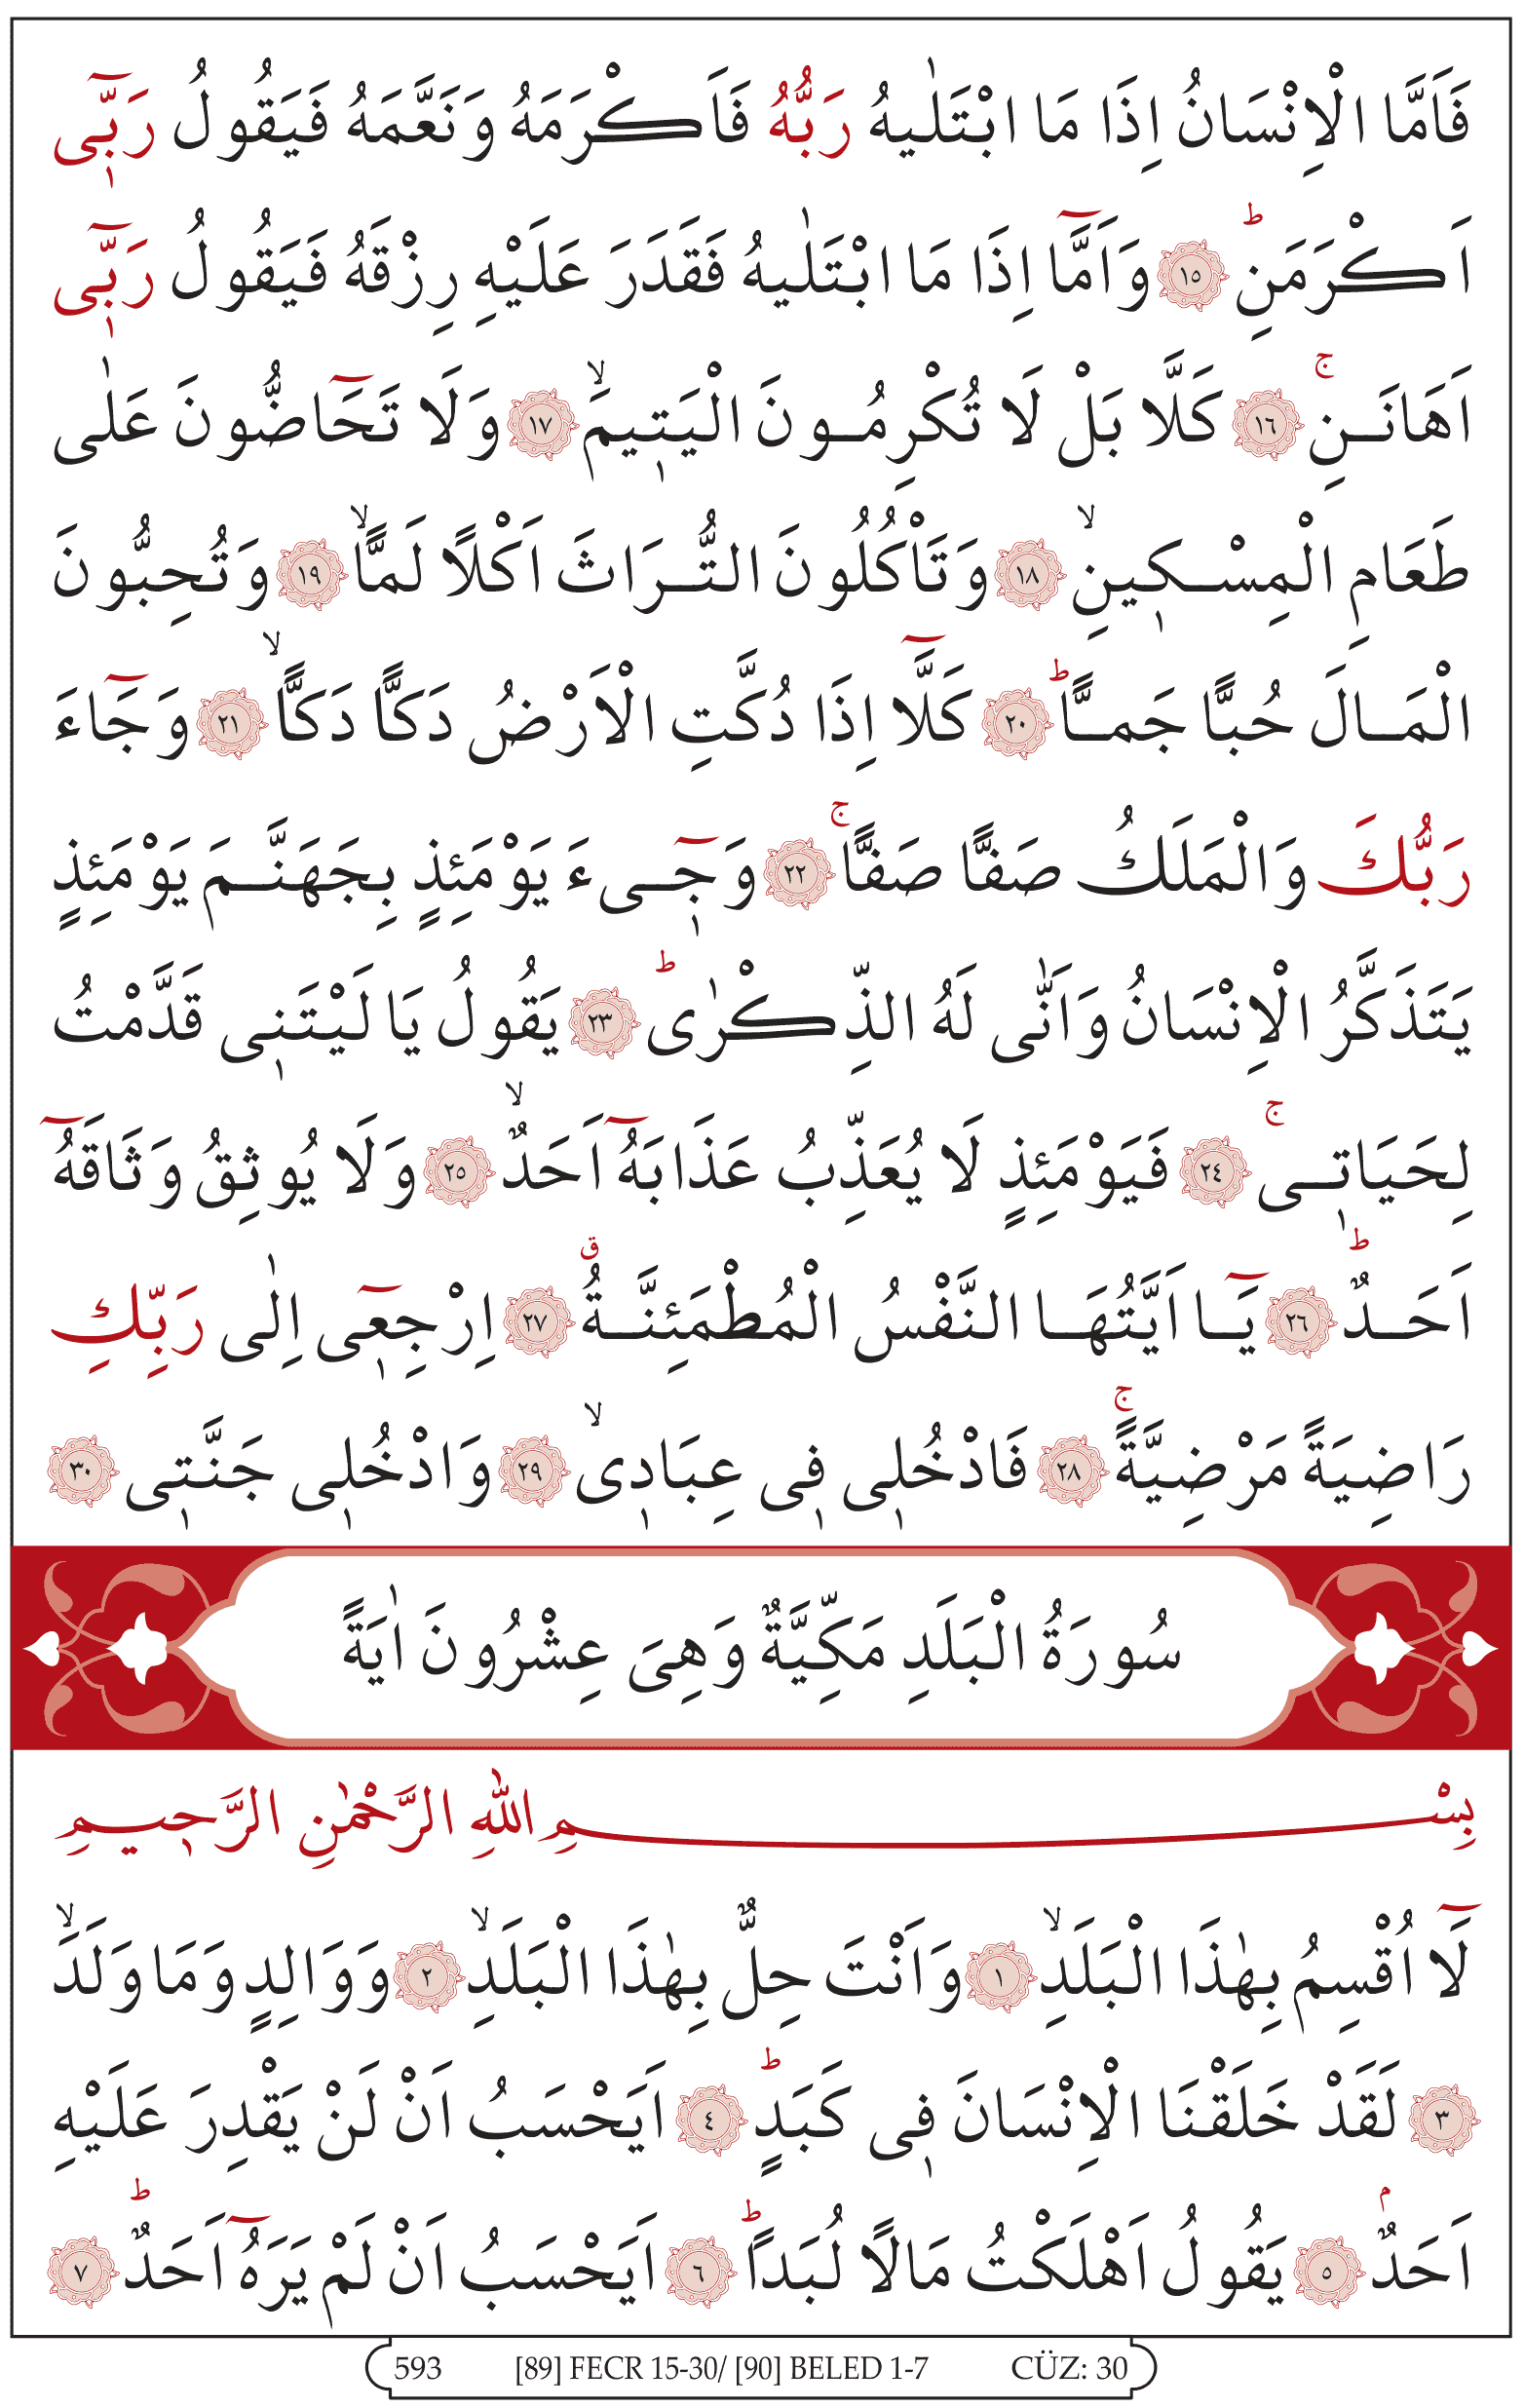 فَاَمَّا الْاِنْسَانُ اِذَا مَا ابْتَلٰيهُ رَبُّهُ فَاَكْرَمَهُ وَنَعَّمَهُ فَيَقُولُ رَبّ۪ٓى
اَكْرَمَنِۜ ﴿١٥﴾ وَاَمَّٓا اِذَا مَا ابْتَلٰيهُ فَقَدَرَ عَلَيْهِ رِزْقَهُ فَيَقُولُ رَبّ۪ٓى
اَهَانَنِۚ ﴿١٦﴾ كَلَّا بَلْ لَا تُكْرِمُونَ الْيَت۪يمَۙ ﴿١٧﴾ وَلَا تَحَٓاضُّونَ عَلٰى
طَعَامِ الْمِسْك۪ينِۙ ﴿١٨﴾ وَتَأْكُلُونَ التُّرَاثَ اَكْلًا لَمًّاۙ ﴿١٩﴾ وَتُحِبُّونَ
الْمَالَ حُبًّا جَمًّاۜ ﴿٢٠﴾ كَلَّٓا اِذَا دُكَّتِ الْاَرْضُ دَكًّا دَكًّاۙ ﴿٢١﴾ وَجَٓاءَ
رَبُّكَ وَالْمَلَكُ صَفًّا صَفًّاۚ ﴿٢٢﴾ وَج۪ٓىءَ يَوْمَئِذٍ بِجَهَنَّمَ يَوْمَئِذٍ
يَتَذَكَّرُ الْاِنْسَانُ وَاَنّٰى لَهُ الذِّكْرٰىۜ ﴿٢٣﴾ يَقُولُ يَا لَيْتَن۪ى قَدَّمْتُ
لِحَيَات۪ىۚ ﴿٢٤﴾ فَيَوْمَئِذٍ لَا يُعَذِّبُ عَذَابَهُٓ اَحَدٌۙ ﴿٢٥﴾ وَلَا يُوثِقُ وَثَاقَهُٓ
اَحَدٌۜ ﴿٢٦﴾ يَٓا اَيَّتُهَا النَّفْسُ الْمُطْمَئِنَّةُۗ ﴿٢٧﴾ اِرْجِع۪ٓى اِلٰى رَبِّكِ
رَاضِيَةً مَرْضِيَّةًۚ ﴿٢٨﴾ فَادْخُل۪ى ف۪ى عِبَاد۪ىۙ ﴿٢٩﴾ وَادْخُل۪ى جَنَّت۪ى ﴿٣٠﴾
سُورَةُ الْبَلَدِ مَكِّيَّةٌ وَهِىَ عِشْرُونَ اٰيَةً
بِسْمِ اللّٰهِ الرَّحْمٰنِ الرَّح۪يمِ
لَٓا اُقْسِمُ بِهٰذَا الْبَلَدِۙ ﴿١﴾ وَاَنْتَ حِلٌّ بِهٰذَا الْبَلَدِۙ ﴿٢﴾ وَوَالِدٍ وَمَا وَلَدَۙ
﴿٣﴾ لَقَدْ خَلَقْنَا الْاِنْسَانَ ف۪ى كَبَدٍۜ ﴿٤﴾ اَيَحْسَبُ اَنْ لَنْ يَقْدِرَ عَلَيْهِ
اَحَدٌۢ ﴿٥﴾ يَقُولُ اَهْلَكْتُ مَالًا لُبَدًاۜ ﴿٦﴾ اَيَحْسَبُ اَنْ لَمْ يَرَهُٓ اَحَدٌۜ ﴿٧﴾
593 [89] FECR 15-30/ [90] BELED 1-7 CÜZ: 30